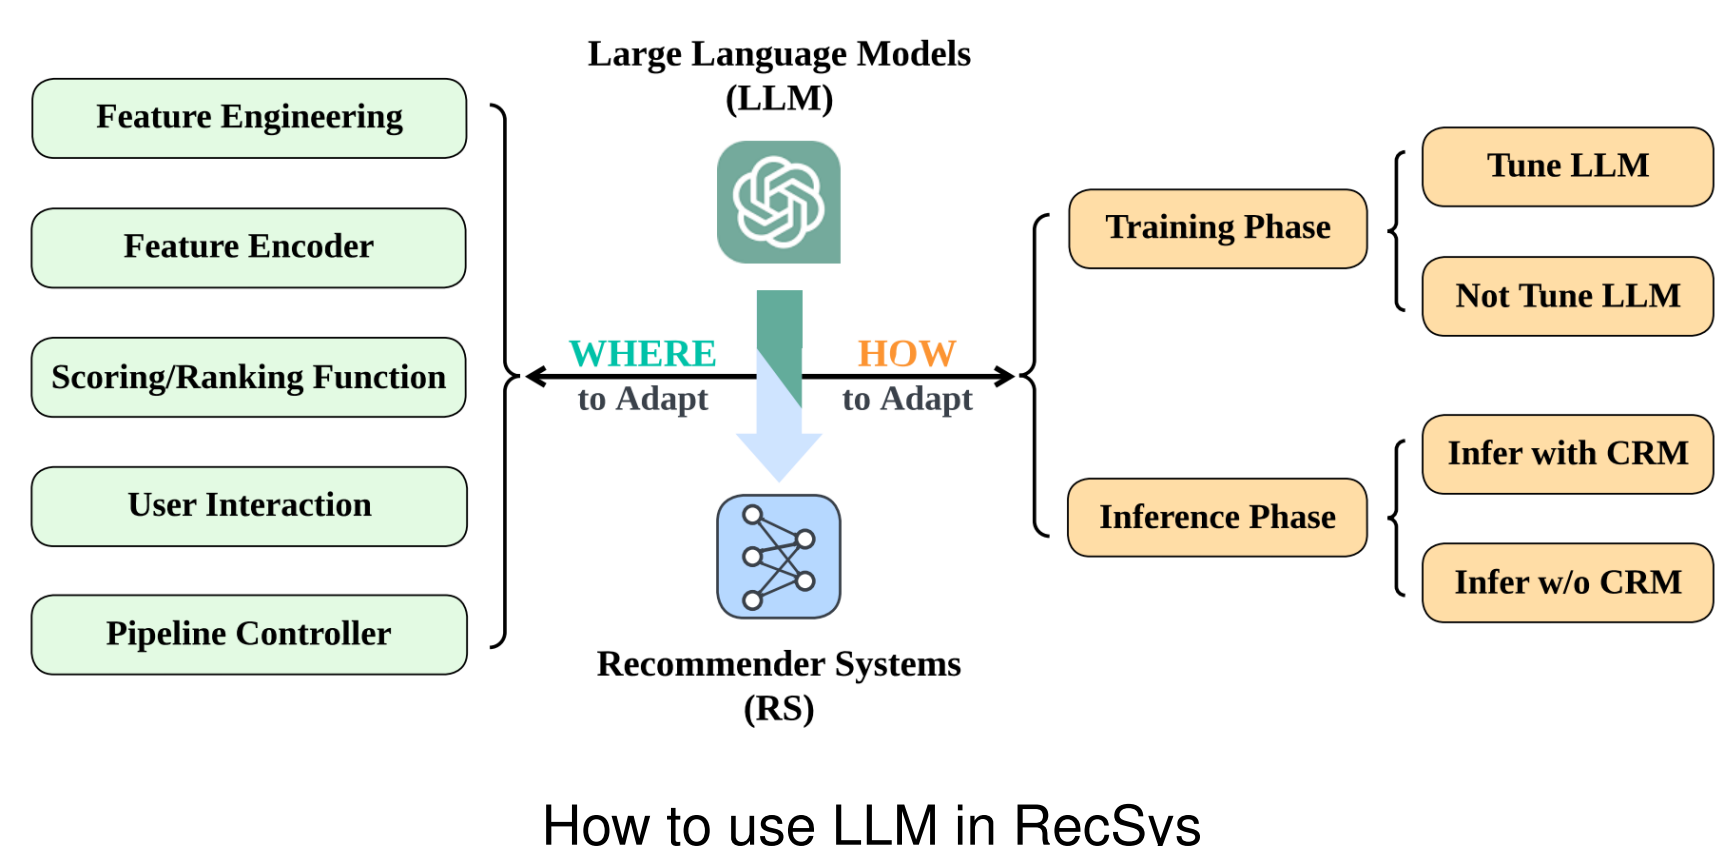 Large Language Models
(LLM)
Feature Engineering
Feature Encoder
Scoring/Ranking Function
User Interaction
Pipeline Controller
WHERE
to Adapt
HOW
to Adapt
Training Phase
Tune LLM
Not Tune LLM
Inference Phase
Infer with CRM
Infer w/o CRM
Recommender Systems
(RS)
How to use LLM in RecSys